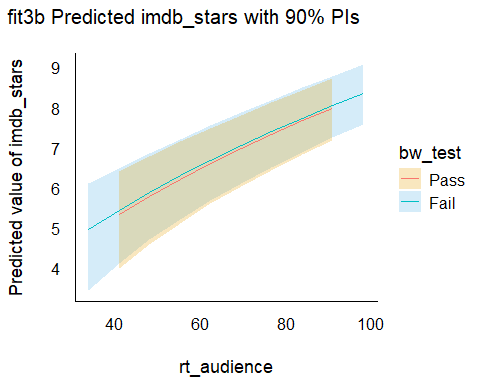 fit3b Predicted imdb_stars with 90% PIs
Predicted value of imdb_stars
9
8
7
6
5
4
40
60
80
100
rt_audience
bw_test
Pass
Fail